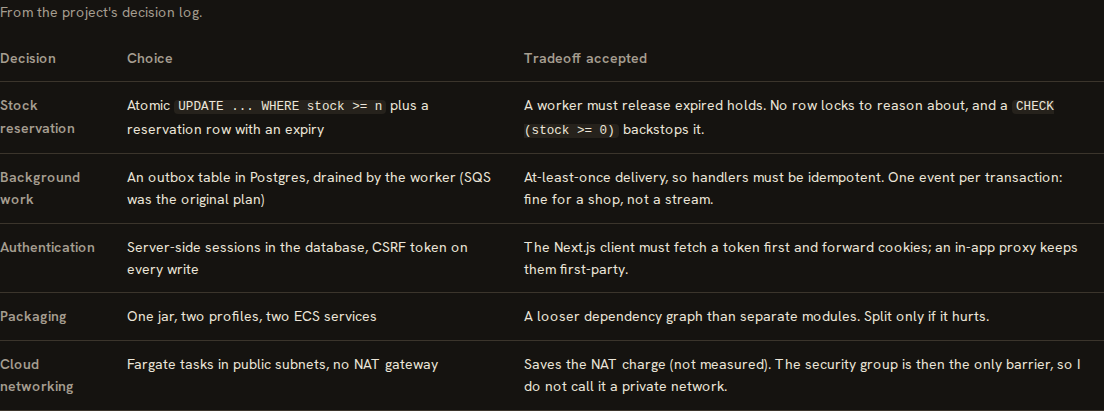 From the project's decision log.
Decision Choice Tradeoff accepted
Stock reservation
Atomic UPDATE ... WHERE stock >= n plus a
reservation row with an expiry
A worker must release expired holds. No row locks to reason about, and a CHECK
(stock >= 0) backstops it.
Background work
An outbox table in Postgres, drained by the worker (SQS
was the original plan)
At-least-once delivery, so handlers must be idempotent. One event per transaction:
fine for a shop, not a stream.
Authentication
Server-side sessions in the database, CSRF token on
every write
The Next.js client must fetch a token first and forward cookies; an in-app proxy keeps
them first-party.
Packaging
One jar, two profiles, two ECS services
A looser dependency graph than separate modules. Split only if it hurts.
Cloud networking
Fargate tasks in public subnets, no NAT gateway
Saves the NAT charge (not measured). The security group is then the only barrier, so I
do not call it a private network.